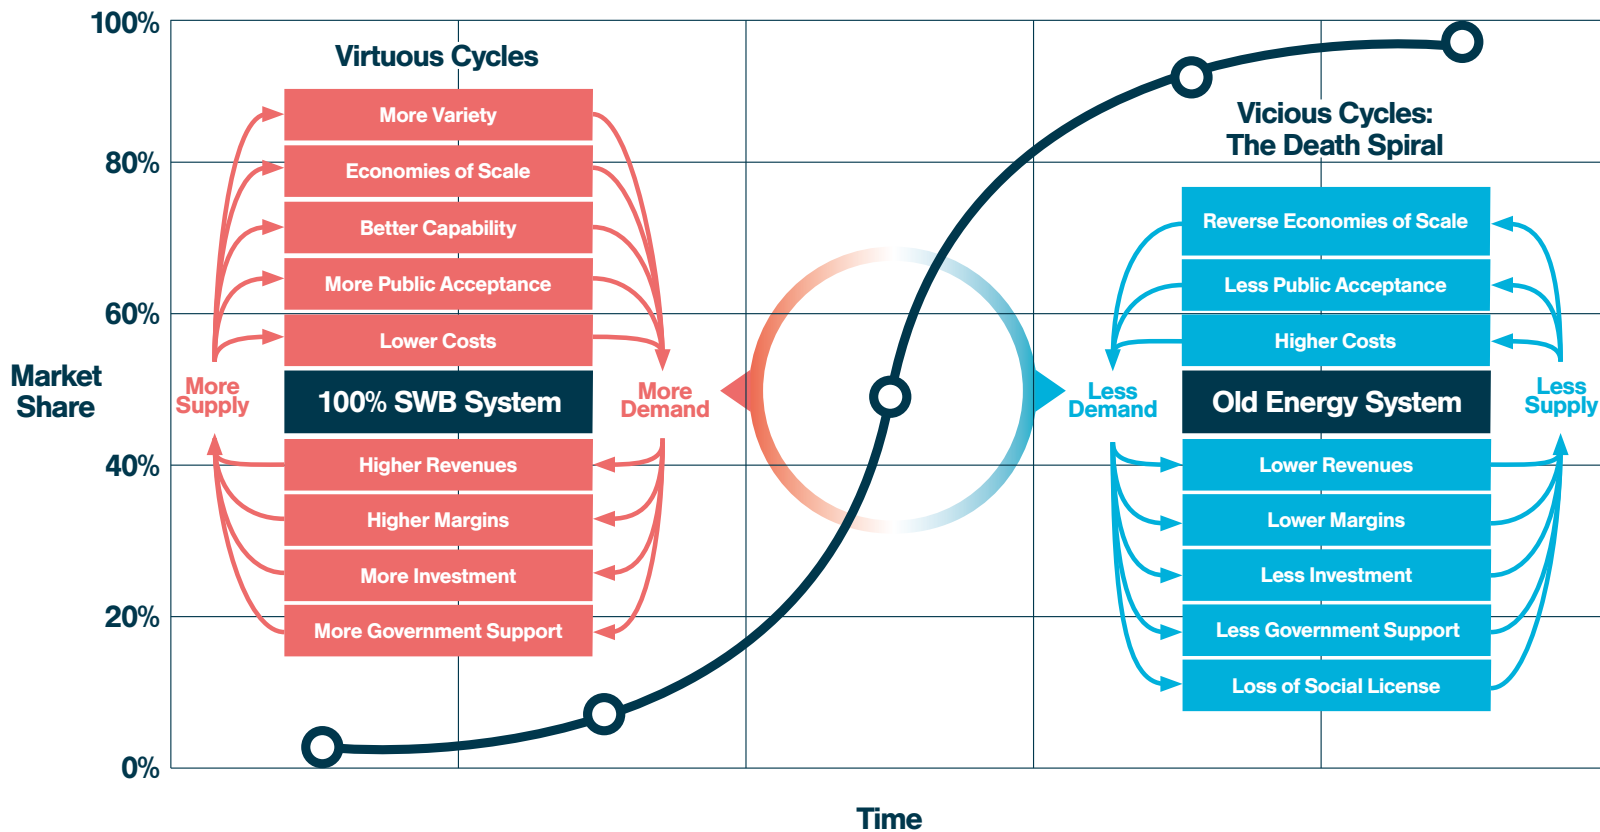 100%
80%
60%
40%
20%
0%
Market
Share
Time
Virtuous Cycles
More Variety
Economies of Scale
Better Capability
More Public Acceptance
Lower Costs
More
Supply
100% SWB System
More
Demand
Higher Revenues
Higher Margins
More Investment
More Government Support
Vicious Cycles:
The Death Spiral
Reverse Economies of Scale
Less Public Acceptance
Higher Costs
Less
Demand
Old Energy System
Less
Supply
Lower Revenues
Lower Margins
Less Investment
Less Government Support
Loss of Social License